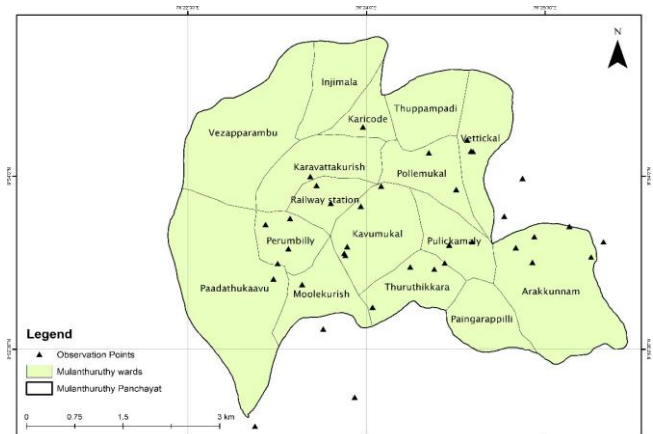 N
Injimala
Thuppampadi
Karicode
Vezapparambu
Vettickal
Karavattakurish
Pollemukal
Railway station
Kavumukal
Perumbilly
Pulickamaly
Paadathukaavu
Moolekurish
Thuruthikkara
Arakkunnam
Paingarappilli
Legend
Observation Points
Mulanthuruthy wards
Mulanthuruthy Panchayat
0 0.75 1.5 3 km